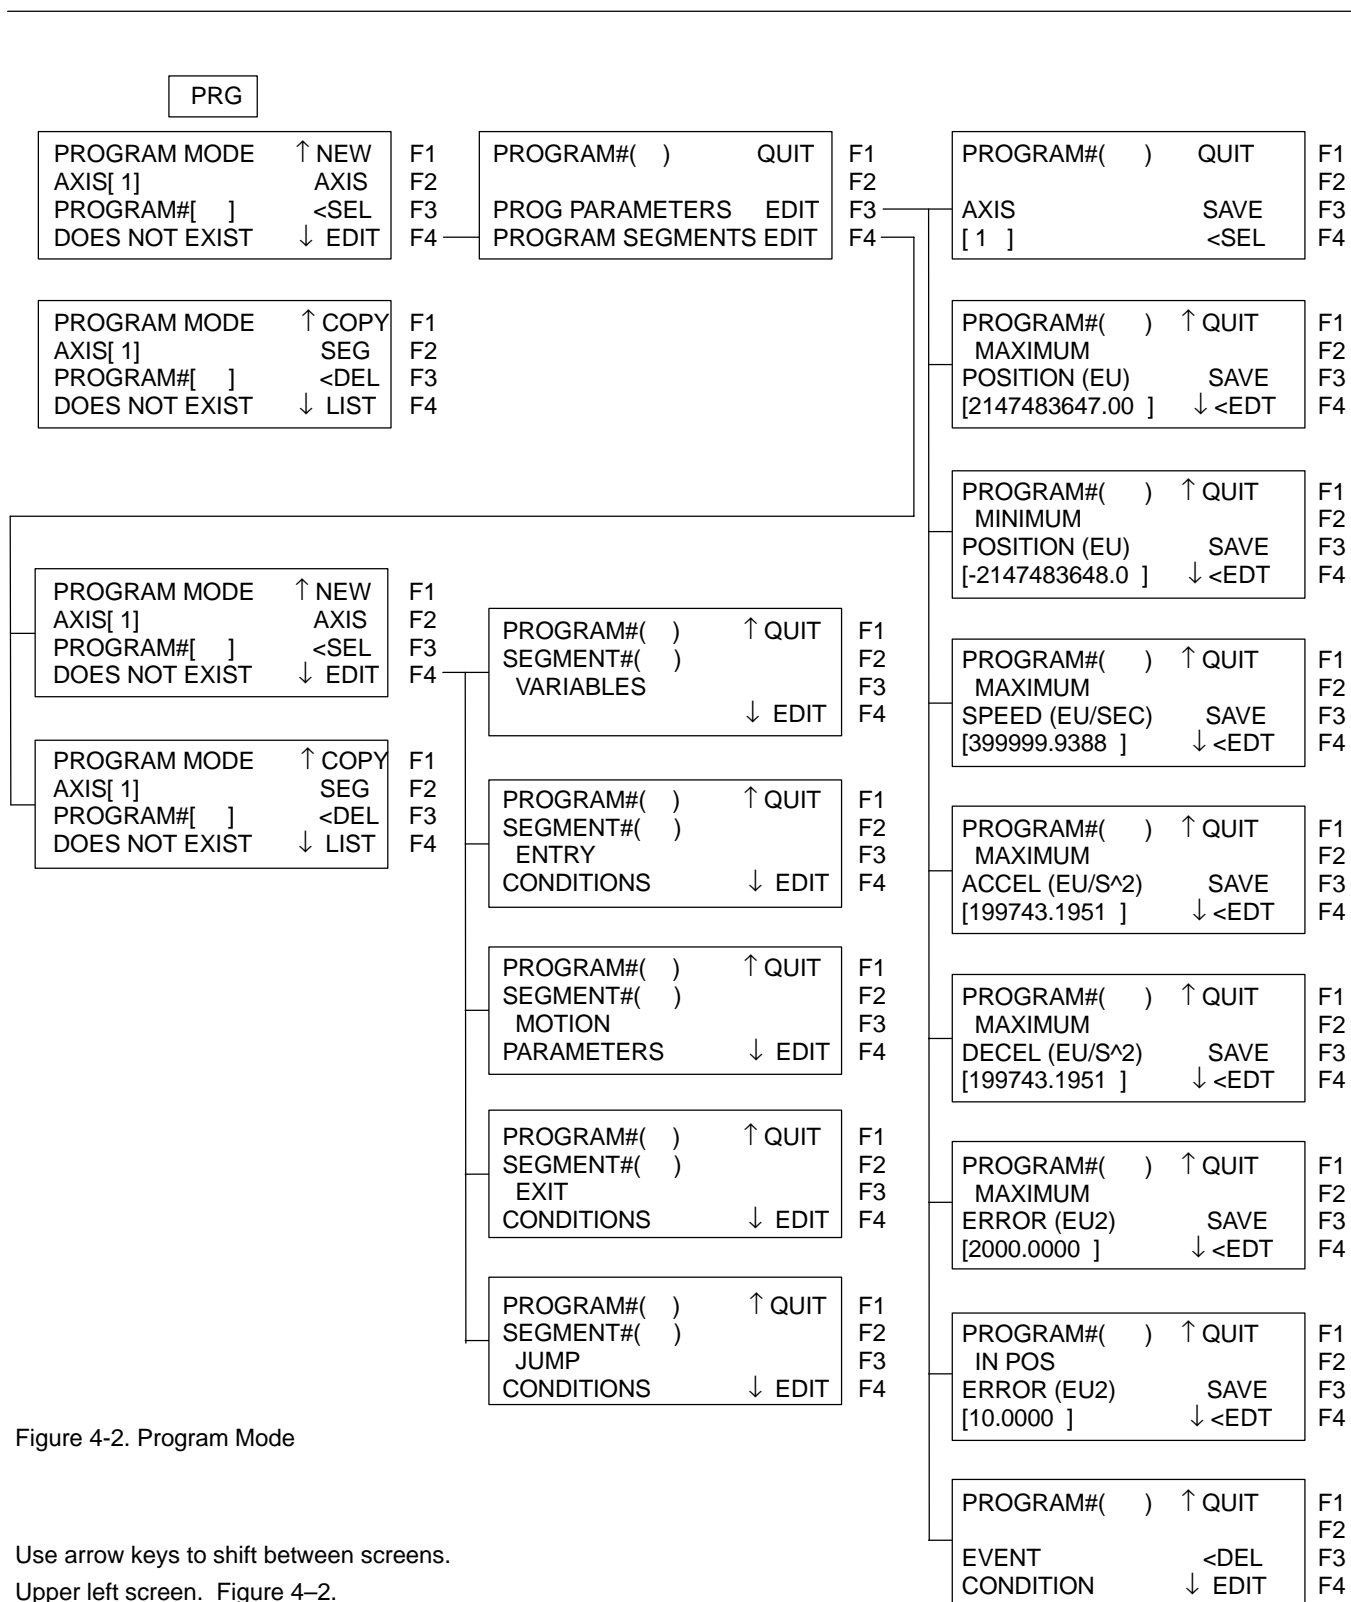 PRG
PROGRAM MODE ↑ NEW F1
AXIS[ 1] AXIS F2
PROGRAM#[ ] <SEL F3
DOES NOT EXIST ↓ EDIT F4
PROGRAM#( ) QUIT F1
F2
PROG PARAMETERS EDIT F3
PROGRAM SEGMENTS EDIT F4
PROGRAM#( ) QUIT F1
F2
AXIS SAVE F3
[ 1 ] <SEL F4
PROGRAM MODE ↑ COPY F1
AXIS[ 1] SEG F2
PROGRAM#[ ] <DEL F3
DOES NOT EXIST ↓ LIST F4
PROGRAM#( ) ↑ QUIT F1
MAXIMUM F2
POSITION (EU) SAVE F3
[2147483647.00 ] ↓ <EDT F4
PROGRAM#( ) ↑ QUIT F1
MINIMUM F2
POSITION (EU) SAVE F3
[-2147483648.0 ] ↓ <EDT F4
PROGRAM MODE ↑ NEW F1
AXIS[ 1] AXIS F2
PROGRAM#[ ] <SEL F3
DOES NOT EXIST ↓ EDIT F4
PROGRAM#( ) ↑ QUIT F1
SEGMENT#( ) F2
VARIABLES F3
↓ EDIT F4
PROGRAM#( ) ↑ QUIT F1
MAXIMUM F2
SPEED (EU/SEC) SAVE F3
[399999.9388 ] ↓ <EDT F4
PROGRAM MODE ↑ COPY F1
AXIS[ 1] SEG F2
PROGRAM#[ ] <DEL F3
DOES NOT EXIST ↓ LIST F4
PROGRAM#( ) ↑ QUIT F1
SEGMENT#( ) F2
ENTRY F3
CONDITIONS ↓ EDIT F4
PROGRAM#( ) ↑ QUIT F1
MAXIMUM F2
ACCEL (EU/S^2) SAVE F3
[199743.1951 ] ↓ <EDT F4
PROGRAM#( ) ↑ QUIT F1
SEGMENT#( ) F2
MOTION F3
PARAMETERS ↓ EDIT F4
PROGRAM#( ) ↑ QUIT F1
MAXIMUM F2
DECEL (EU/S^2) SAVE F3
[199743.1951 ] ↓ <EDT F4
PROGRAM#( ) ↑ QUIT F1
SEGMENT#( ) F2
EXIT F3
CONDITIONS ↓ EDIT F4
PROGRAM#( ) ↑ QUIT F1
MAXIMUM F2
ERROR (EU2) SAVE F3
[2000.0000 ] ↓ <EDT F4
PROGRAM#( ) ↑ QUIT F1
SEGMENT#( ) F2
JUMP F3
CONDITIONS ↓ EDIT F4
PROGRAM#( ) ↑ QUIT F1
IN POS F2
ERROR (EU2) SAVE F3
[10.0000 ] ↓ <EDT F4
Figure 4-2. Program Mode
PROGRAM#( ) ↑ QUIT F1
F2
EVENT <DEL F3
CONDITION ↓ EDIT F4
Use arrow keys to shift between screens.
Upper left screen. Figure 4–2.